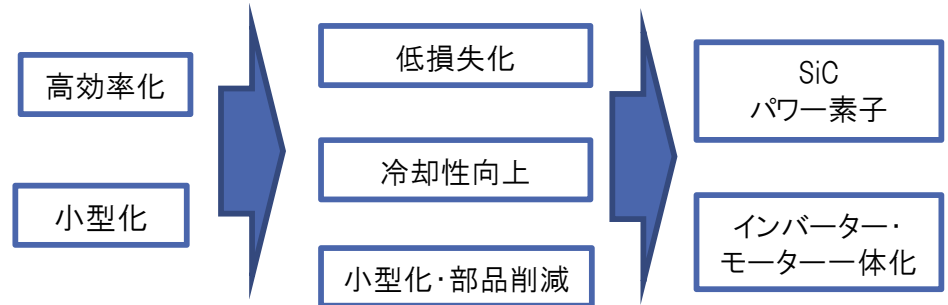 高効率化
小型化
低損失化
冷却性向上
小型化・部品削減
SiC
パワー素子
インバーター・
モーター一体化